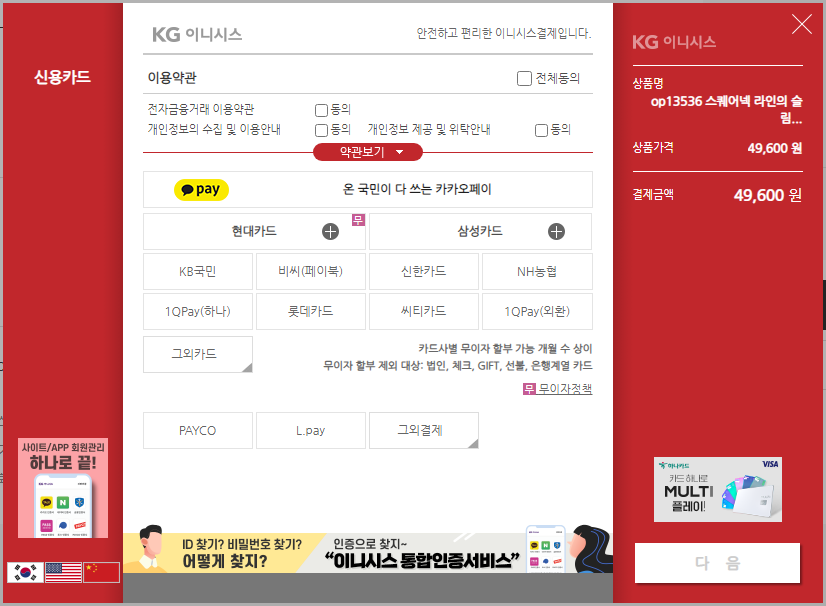 신용카드
KG 이니시스
안전하고 편리한 이니시스결제입니다.
이용약관
전체동의
전자금융거래 이용약관
동의
개인정보의 수집 및 이용안내
동의
개인정보 제공 및 위탁안내
동의
약관보기
pay
온 국민이 다 쓰는 카카오페이
현대카드
무
삼성카드
KB국민
비씨(페이북)
신한카드
NH농협
1QPay(하나)
롯데카드
씨티카드
1QPay(외환)
그외카드
카드사별 무이자 할부 가능 개월 수 상이
무이자 할부 제외 대상: 법인, 체크, GIFT, 선불, 은행계열 카드
무 무이자정책
PAYCO
L.pay
그외결제
사이트/APP 회원관리
하나로 끝!
ID 찾기? 비밀번호 찾기?
어떻게 찾지?
인증으로 찾지~
“이니시스 통합인증서비스”
KG 이니시스
상품명
op13536 스퀘어넥 라인의 슬
림...
상품가격
49,600 원
결제금액
49,600 원
하나카드
VISA
카드 하나로
MULTI
플레이!
다 음